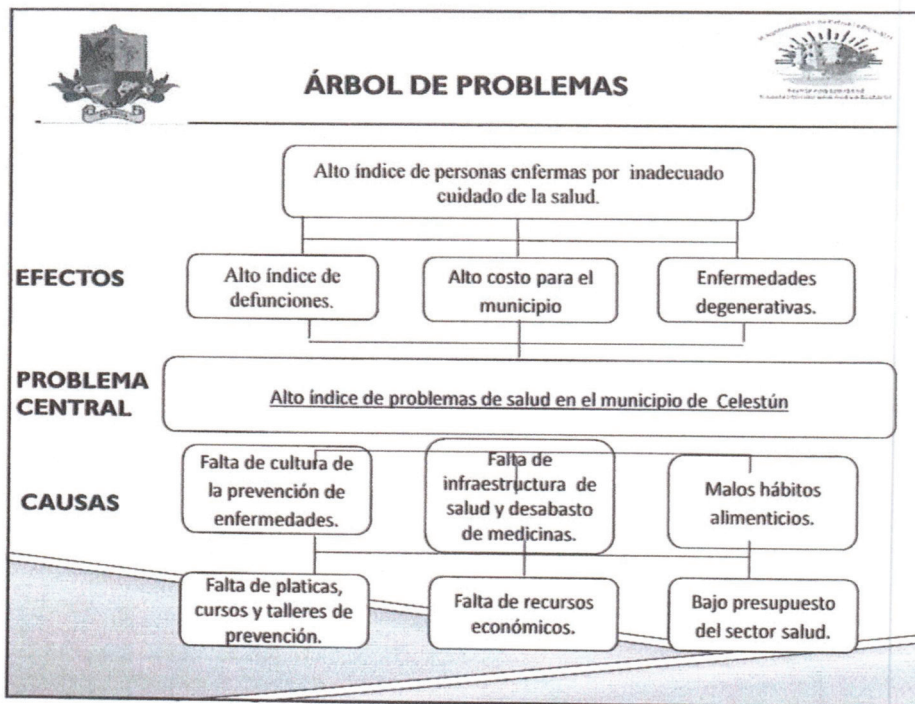 ÁRBOL DE PROBLEMAS
Alto índice de personas enfermas por inadecuado
cuidado de la salud.
EFECTOS
Alto índice de
defunciones.
Alto costo para el
municipio
Enfermedades
degenerativas.
PROBLEMA
CENTRAL
Alto índice de problemas de salud en el municipio de Celestún
CAUSAS
Falta de cultura de
la prevención de
enfermedades.
Falta de
infraestructura de
salud y desabasto
de medicinas.
Malos hábitos
alimenticios.
Falta de platicas,
cursos y talleres de
prevención.
Falta de recursos
económicos.
Bajo presupuesto
del sector salud.